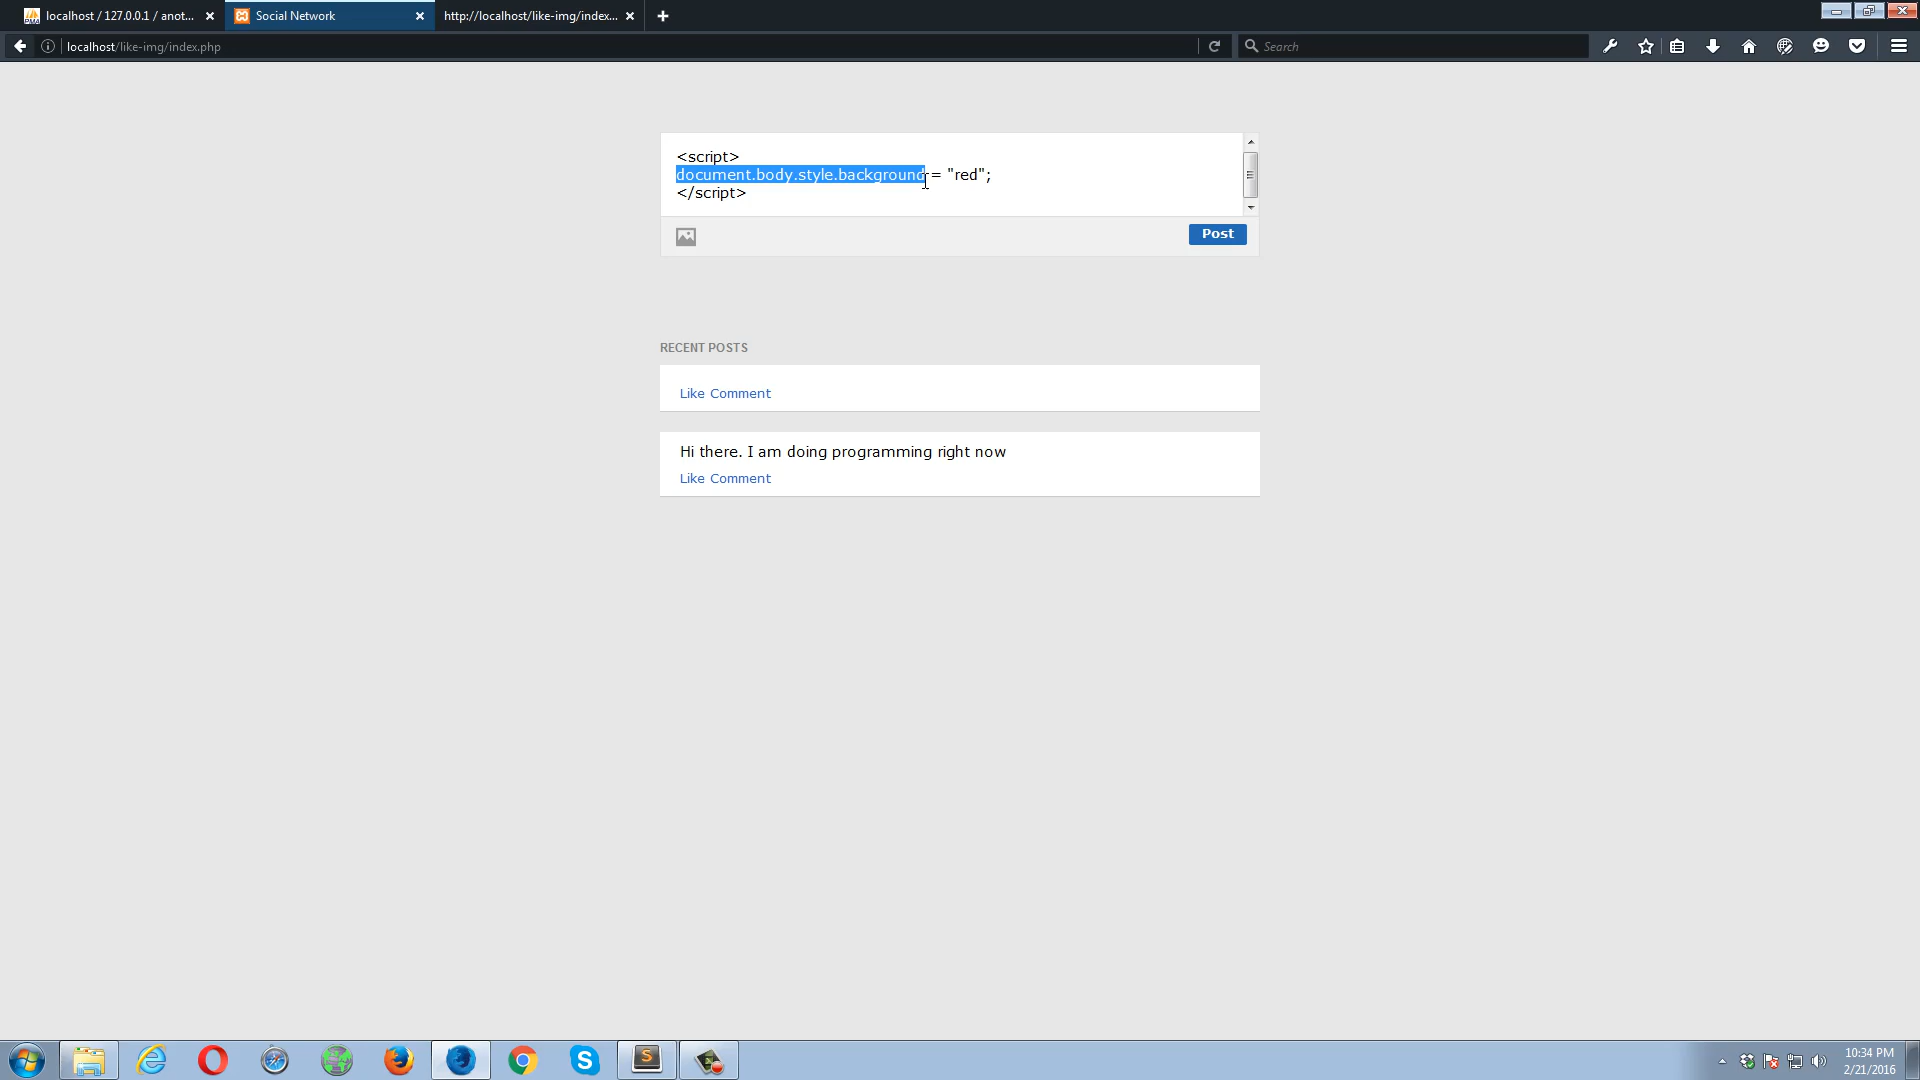 localhost / 127.0.0.1 / anot...
Social Network
http://localhost/like-img/index...
localhost/like-img/index.php
Search
<script>
document.body.style.background = "red";
</script>
Post
RECENT POSTS
Like Comment
Hi there. I am doing programming right now
Like Comment
10:34 PM
2/21/2016